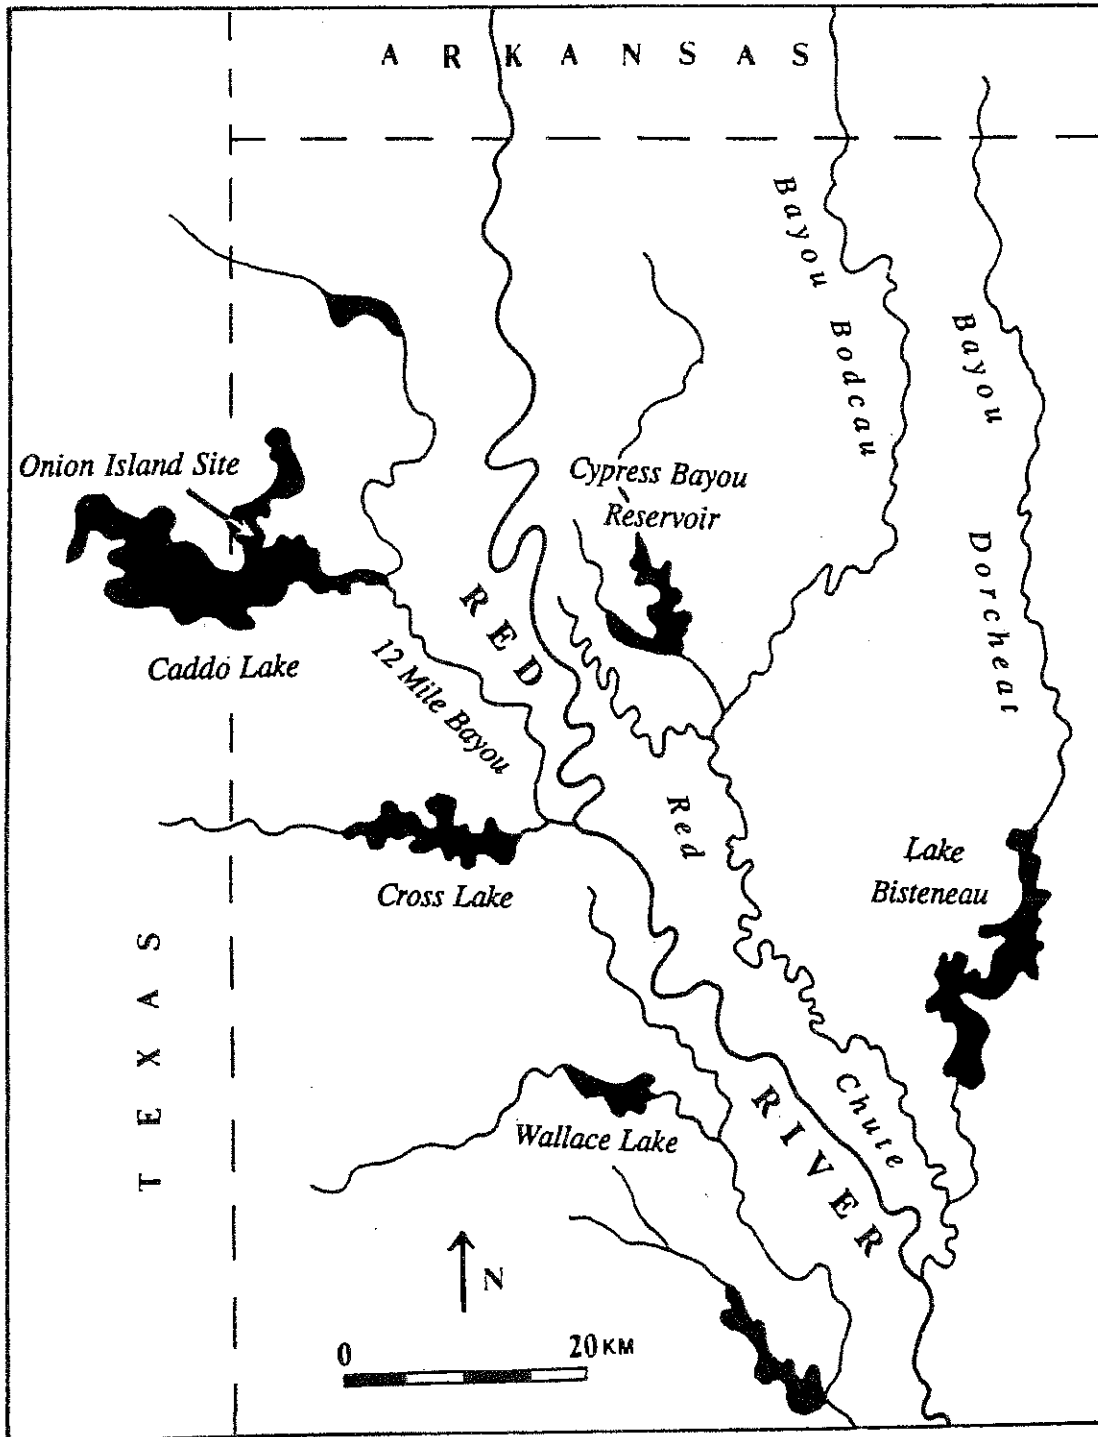 ARKANSAS
Bayou Bodcau
Bayou Dorcheat
Onion Island Site
Cypress Bayou
Reservoir
RED RIVER
Caddo Lake
12 Mile Bayou
Red Chute
Cross Lake
Lake
Bisteneau
TEXAS
Wallace Lake
N
0 20 KM